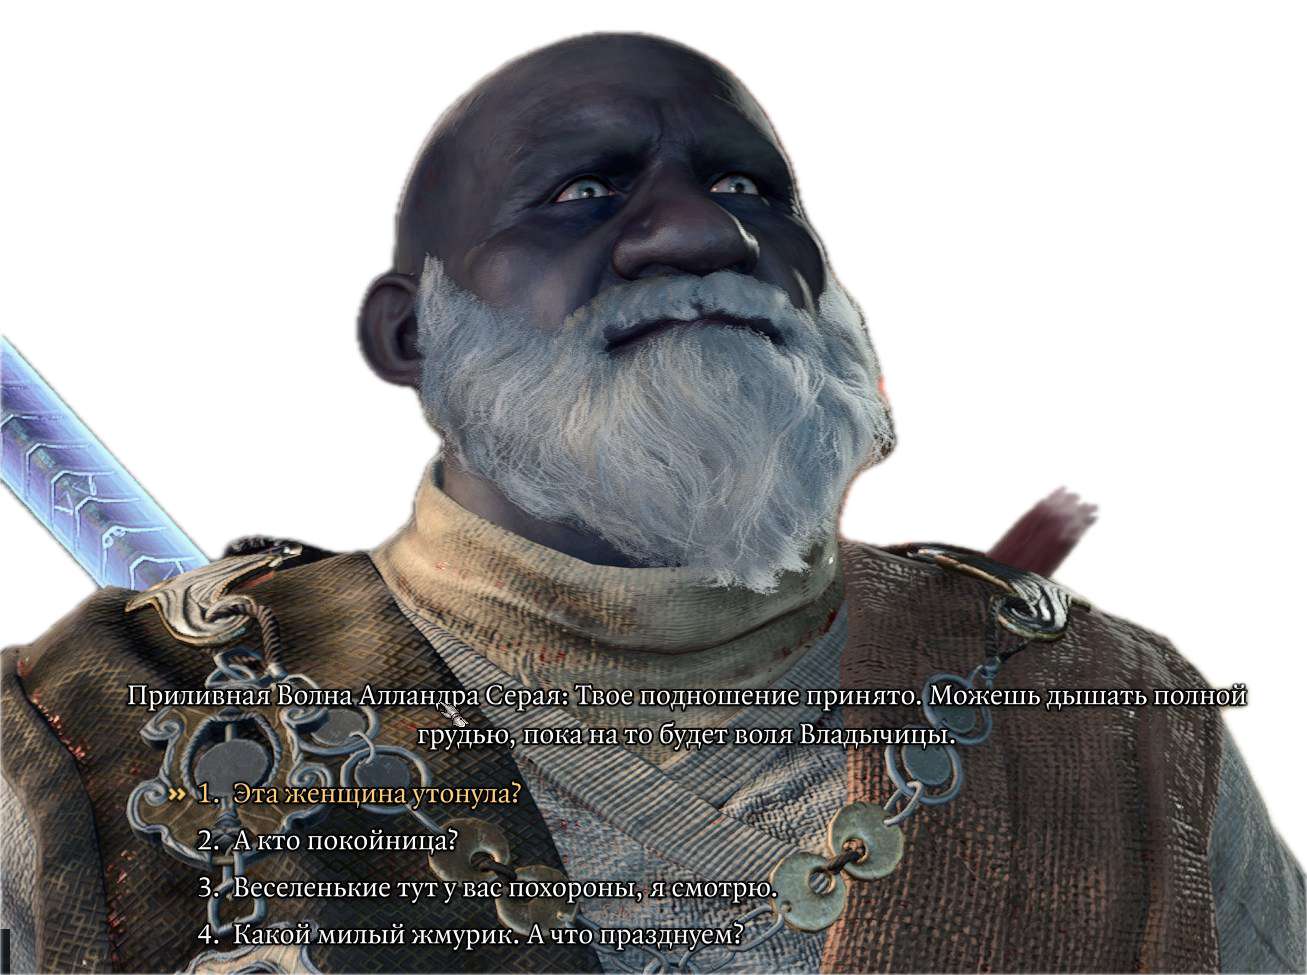 Приливная Волна Алландра Серая: Твое подношение принято. Можешь дышать полной
грудью, пока на то будет воля Владычицы.
1. Эта женщина утонула?
2. А кто покойница?
3. Веселенькие тут у вас похороны, я смотрю.
4. Какой милый жмурик. А что празднуем?